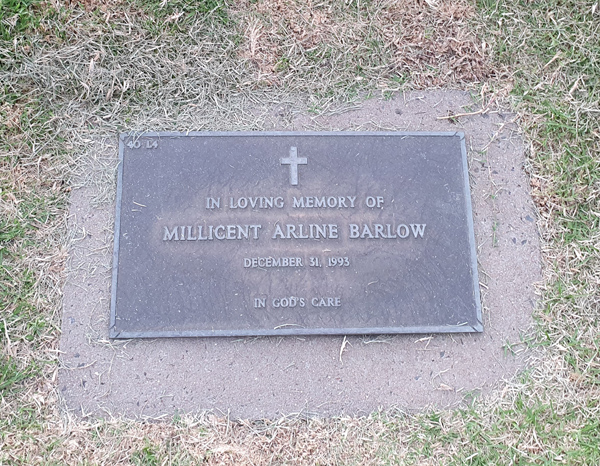 40 L4
IN LOVING MEMORY OF
MILLICENT ARLINE BARLOW
DECEMBER 31, 1993
IN GOD'S CARE